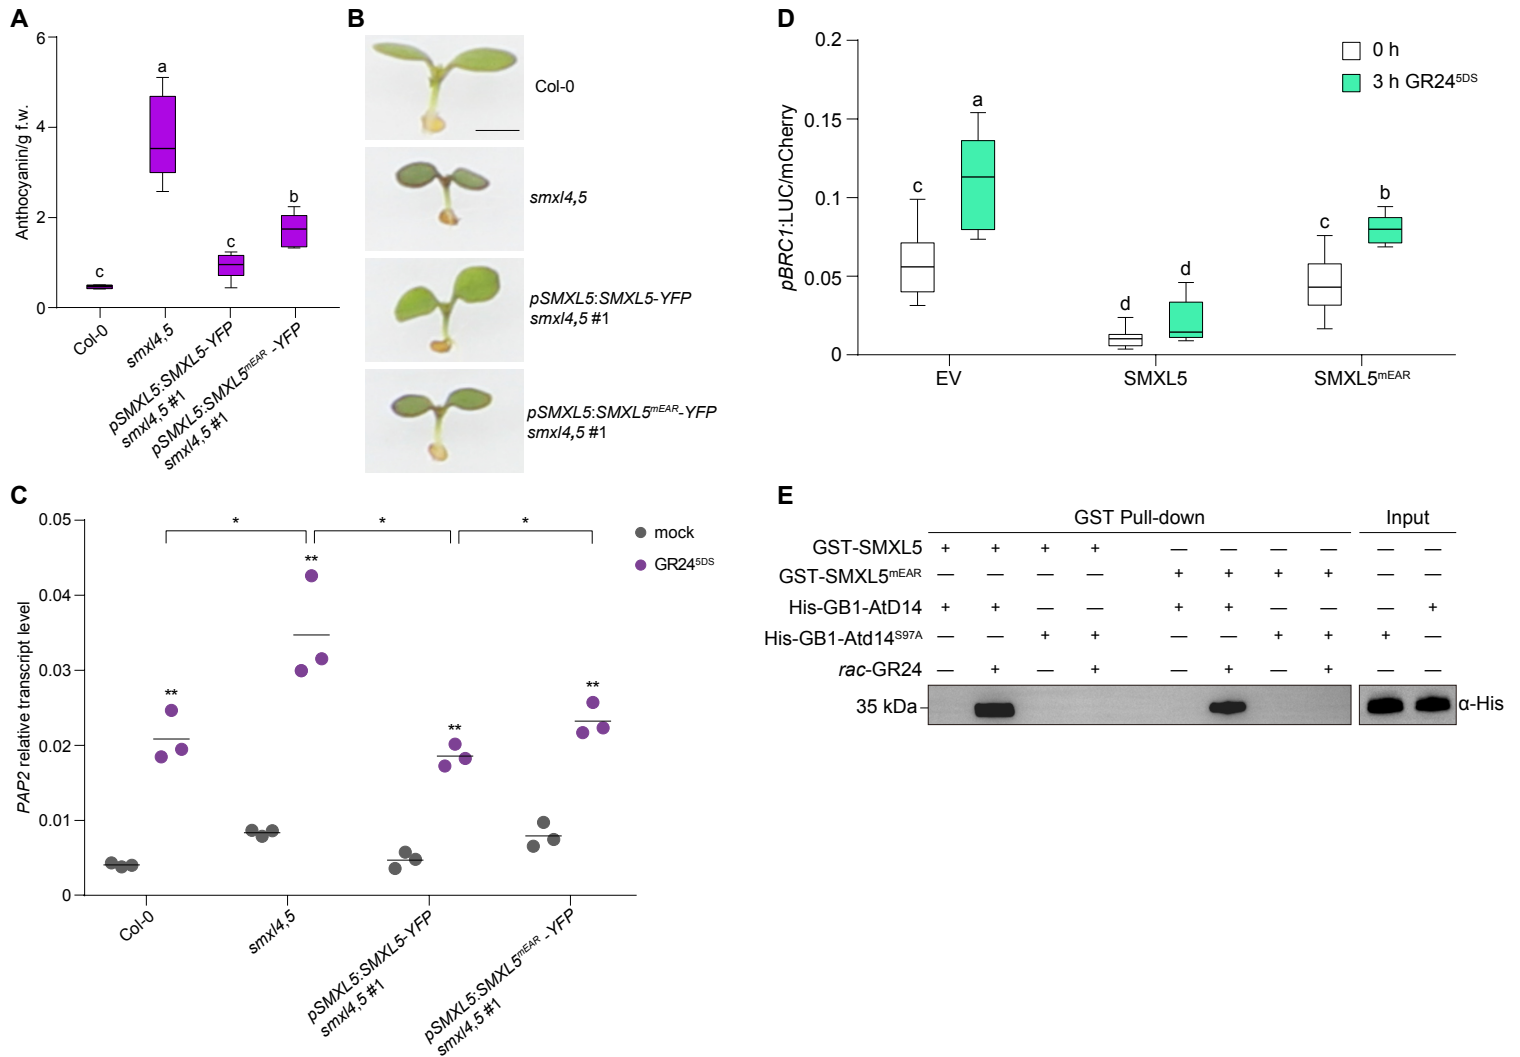 A
6
4
2
0
Anthocyanin/g f.w.
a
b
c
c
Col-0
smxl4,5
pSMXL5:SMXL5-YFP
smxl4,5 #1
pSMXL5:SMXL5mEAR -YFP
smxl4,5 #1
B
Col-0
smxl4,5
pSMXL5:SMXL5-YFP
smxl4,5 #1
pSMXL5:SMXL5mEAR-YFP
smxl4,5 #1
C
0.05
0.04
0.03
0.02
0.01
0
PAP2 relative transcript level
* * *
mock
GR245DS
**
**
**
**
Col-0
smxl4,5
pSMXL5:SMXL5-YFP
smxl4,5 #1
pSMXL5:SMXL5mEAR -YFP
smxl4,5 #1
D
0.2
0.15
0.1
0.05
0
pBRC1:LUC/mCherry
0 h
3 h GR245DS
c a d d c b
EV SMXL5 SMXL5mEAR
E
GST Pull-down Input
GST-SMXL5 + + + + — — — — — —
GST-SMXL5mEAR — — — — + + + + — —
His-GB1-AtD14 + + — — + + — — — +
His-GB1-Atd14S97A — — + + — — + + + —
rac-GR24 — + — + — + — + — —
35 kDa α-His